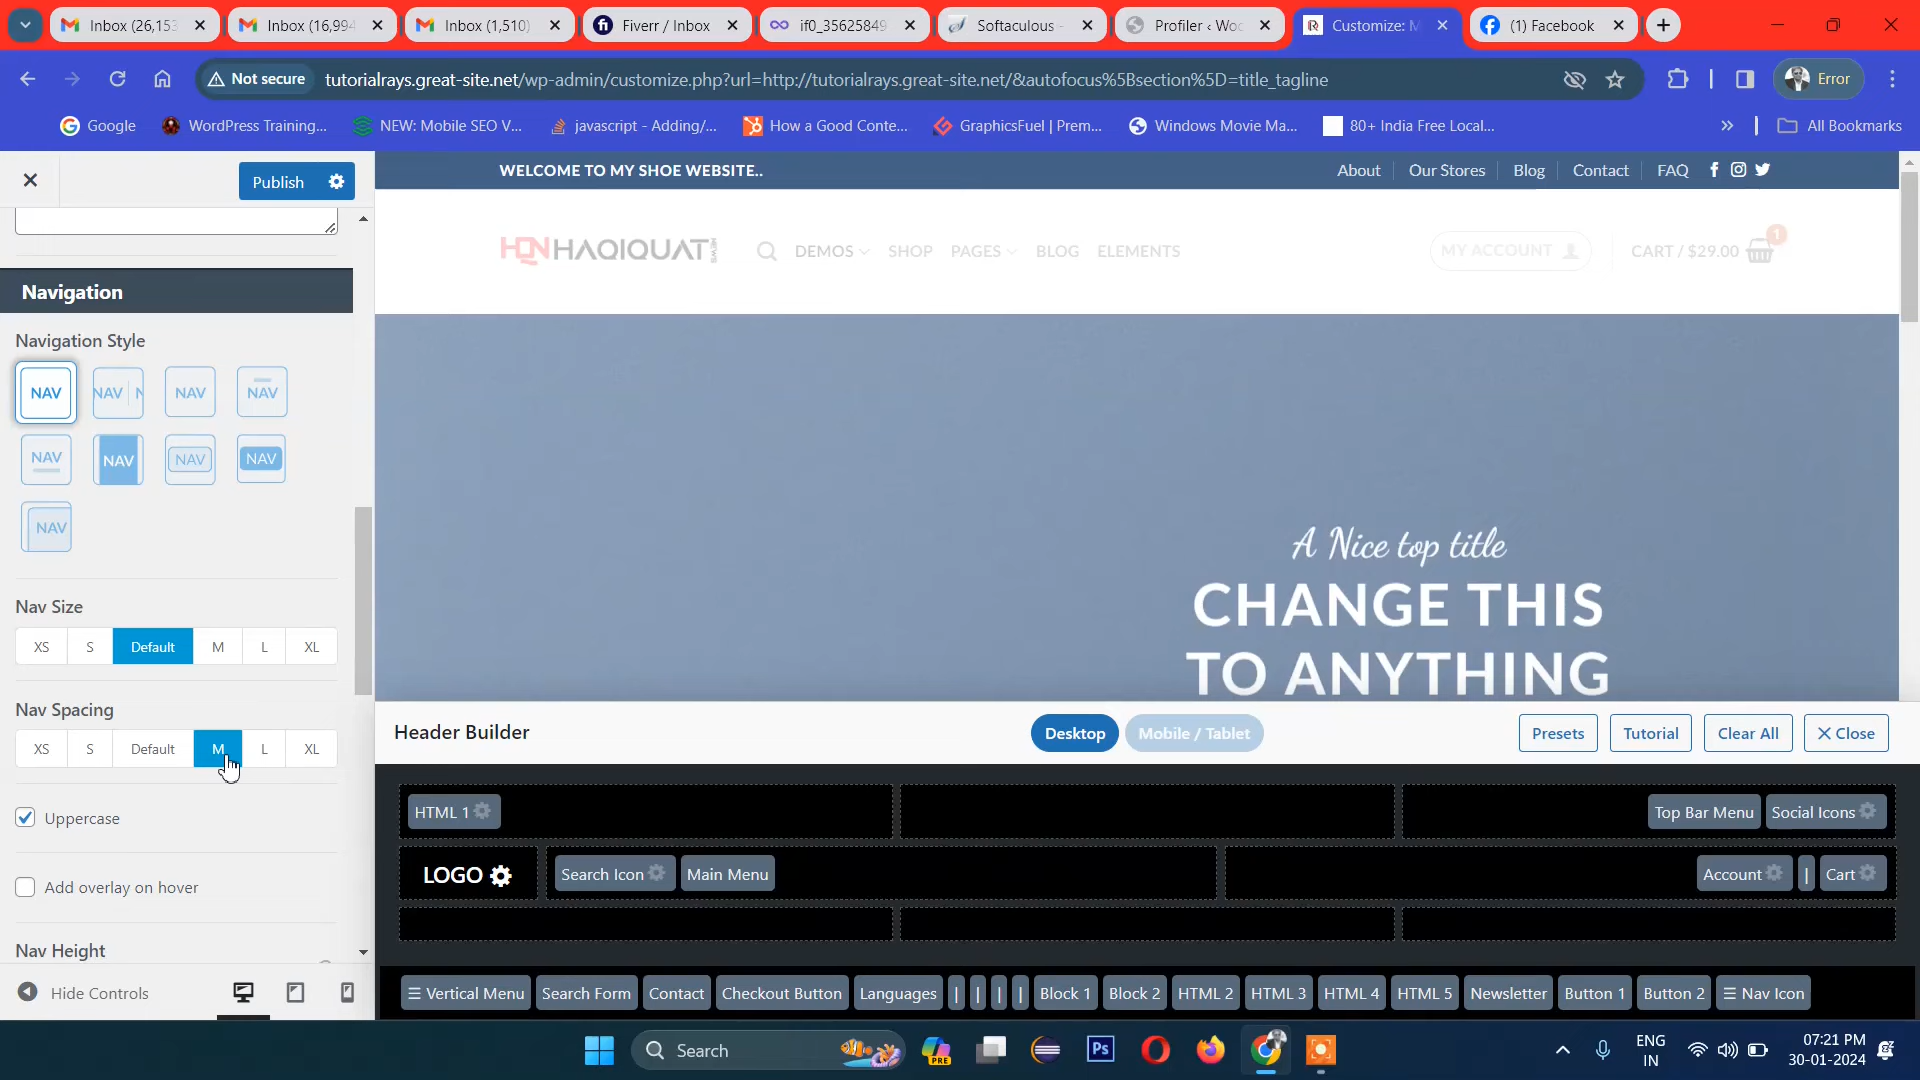 Inbox (26,153
Inbox (16,994
Inbox (1,510)
Fiverr / Inbox
if0_35625849
Softaculous -
Profiler ‹ Woc
Customize: M
(1) Facebook
Not secure
tutorialrays.great-site.net/wp-admin/customize.php?url=http://tutorialrays.great-site.net/&autofocus%5Bsection%5D=title_tagline
Error
Google
WordPress Training...
NEW: Mobile SEO V...
javascript - Adding/...
How a Good Conte...
GraphicsFuel | Prem...
Windows Movie Ma...
80+ India Free Local...
»
All Bookmarks
Publish
WELCOME TO MY SHOE WEBSITE..
About
Our Stores
Blog
Contact
FAQ
HQN HAQIQUAT
DEMOS
SHOP
PAGES
BLOG
ELEMENTS
MY ACCOUNT
CART / $29.00
1
Navigation
Navigation Style
NAV
NAV N
NAV
NAV
NAV
NAV
NAV
NAV
NAV
Nav Size
XS S Default M L XL
Nav Spacing
XS S Default M L XL
Uppercase
Add overlay on hover
Nav Height
Hide Controls
A Nice top title
CHANGE THIS
TO ANYTHING
Header Builder
Desktop
Mobile / Tablet
Presets
Tutorial
Clear All
Close
HTML 1
Top Bar Menu
Social Icons
LOGO
Search Icon
Main Menu
Account
|
Cart
Vertical Menu
Search Form
Contact
Checkout Button
Languages
|
|
|
|
Block 1
Block 2
HTML 2
HTML 3
HTML 4
HTML 5
Newsletter
Button 1
Button 2
Nav Icon
Search
PRE
Ps
ENG
IN
07:21 PM
30-01-2024